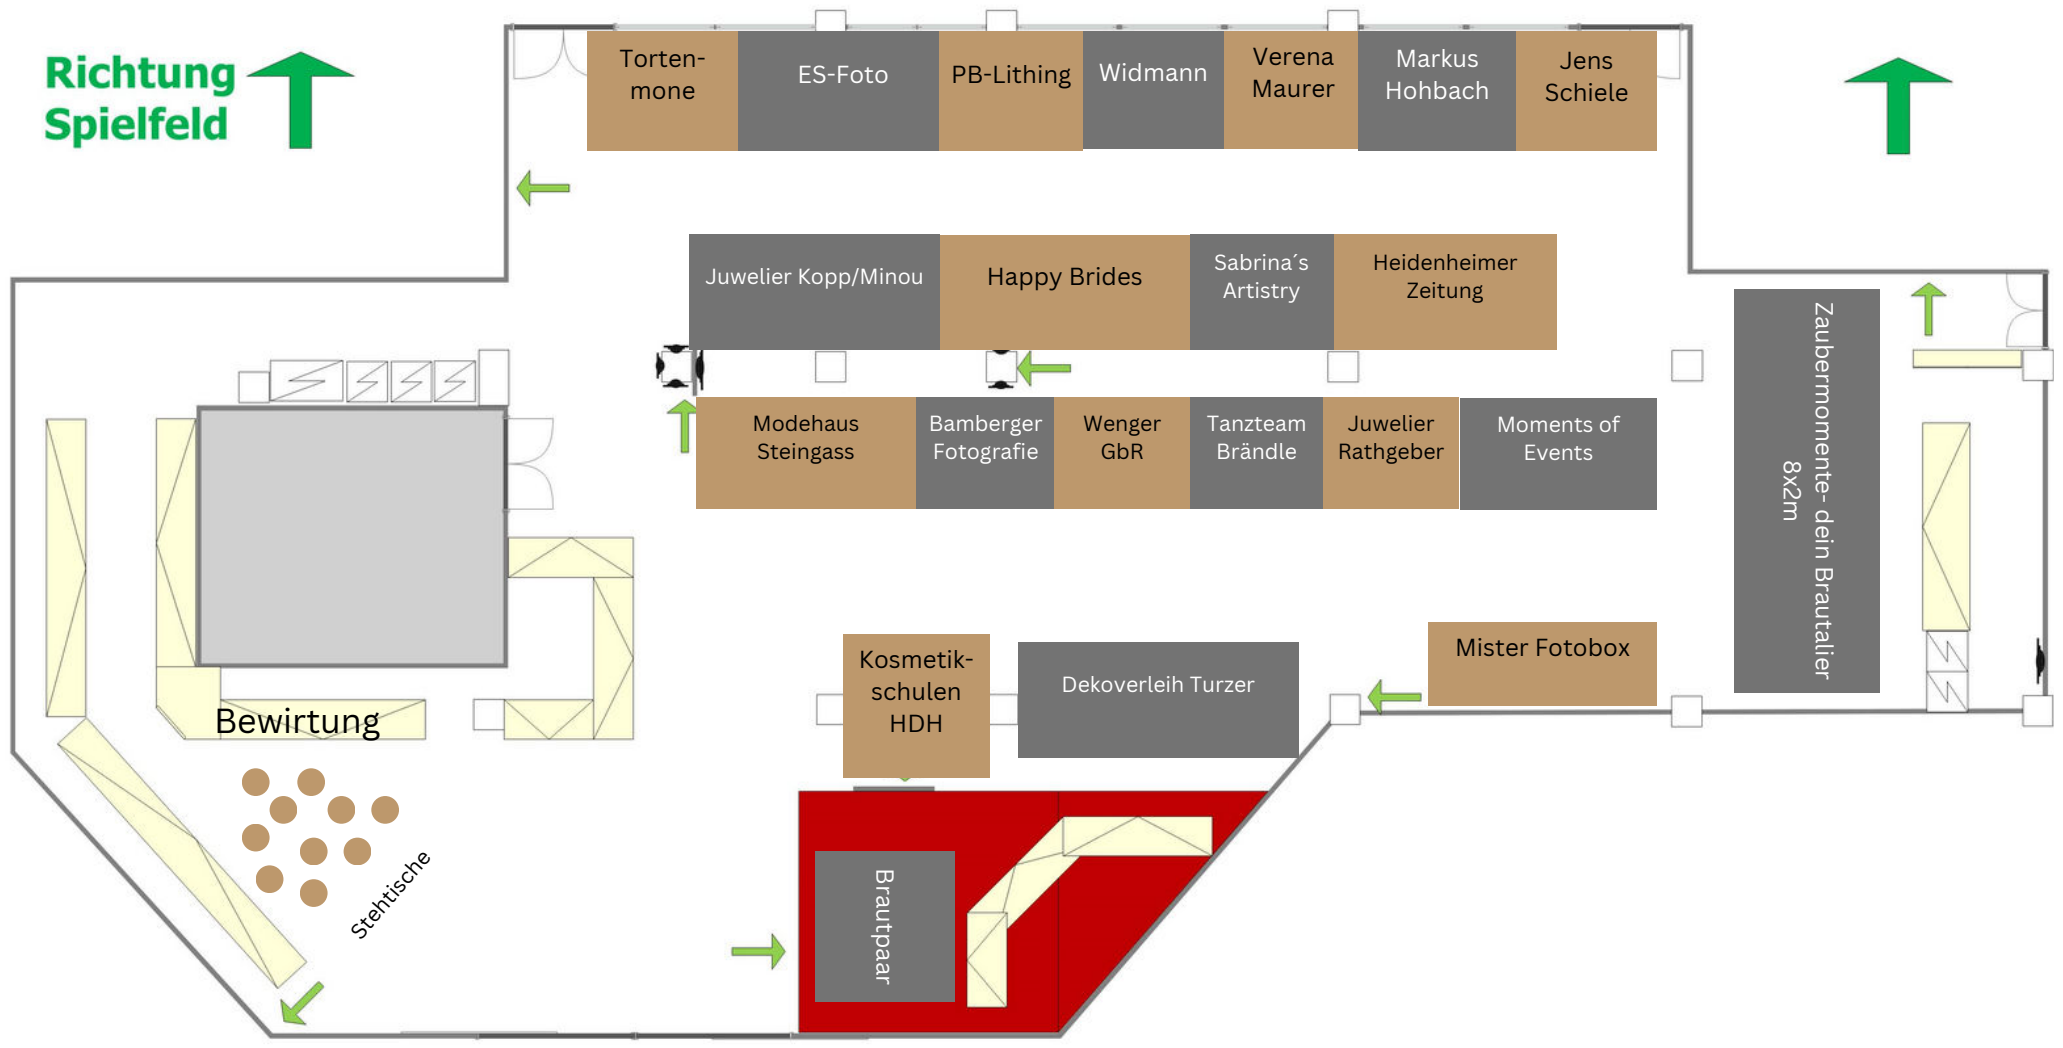 Richtung
Spielfeld
Torten-
mone
ES-Foto
PB-Lithing
Widmann
Verena
Maurer
Markus
Hohbach
Jens
Schiele
Juwelier Kopp/Minou
Happy Brides
Sabrina´s
Artistry
Heidenheimer
Zeitung
Modehaus
Steingass
Bamberger
Fotografie
Wenger
GbR
Tanzteam
Brändle
Juwelier
Rathgeber
Moments of
Events
Zaubermomente- dein Brautalier
8x2m
Kosmetik-
schulen
HDH
Dekoverleih Turzer
Mister Fotobox
Bewirtung
Stehtische
Brautpaar